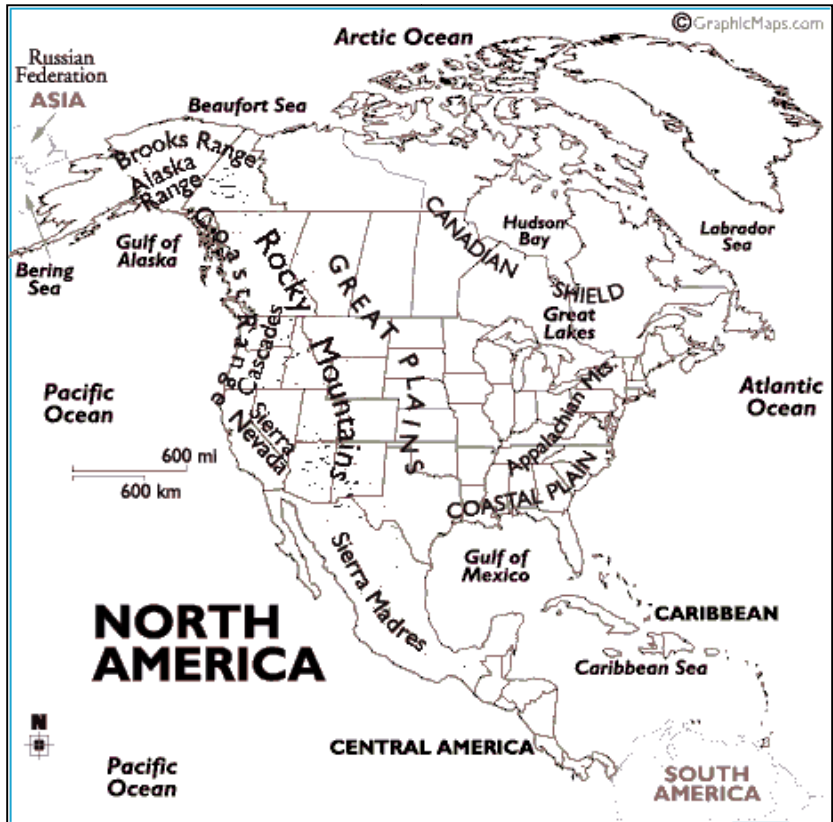 © GraphicMaps.com
Arctic Ocean
Russian
Federation
ASIA
Beaufort Sea
Brooks Range
Alaska
Range
CANADIAN
Hudson
Bay
Labrador
Sea
Gulf of
Alaska
Bering
Sea
Coast Range
Rocky
Mountains
GREAT PLAINS
SHIELD
Great
Lakes
Cascades
Pacific
Ocean
Atlantic
Ocean
Sierra
Nevada
Appalachian Mts.
600 mi
600 km
COASTAL PLAIN
Sierra Madres
Gulf of
Mexico
NORTH
AMERICA
CARIBBEAN
Caribbean Sea
N
CENTRAL AMERICA
Pacific
Ocean
SOUTH
AMERICA